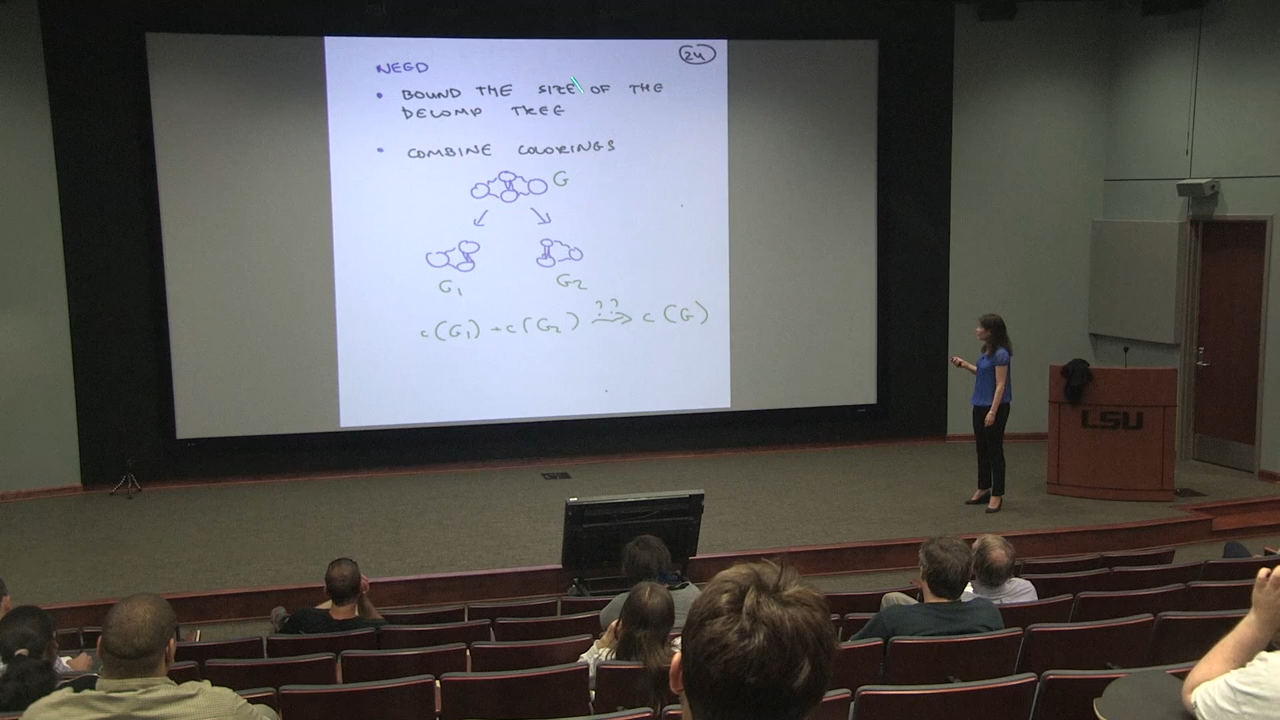 24
NEED
• BOUND THE SIZE OF THE
DECOMP TREE
• COMBINE COLORINGS
G
G1
G2
c(G1) + c(G2) ??→ c(G)
LSU